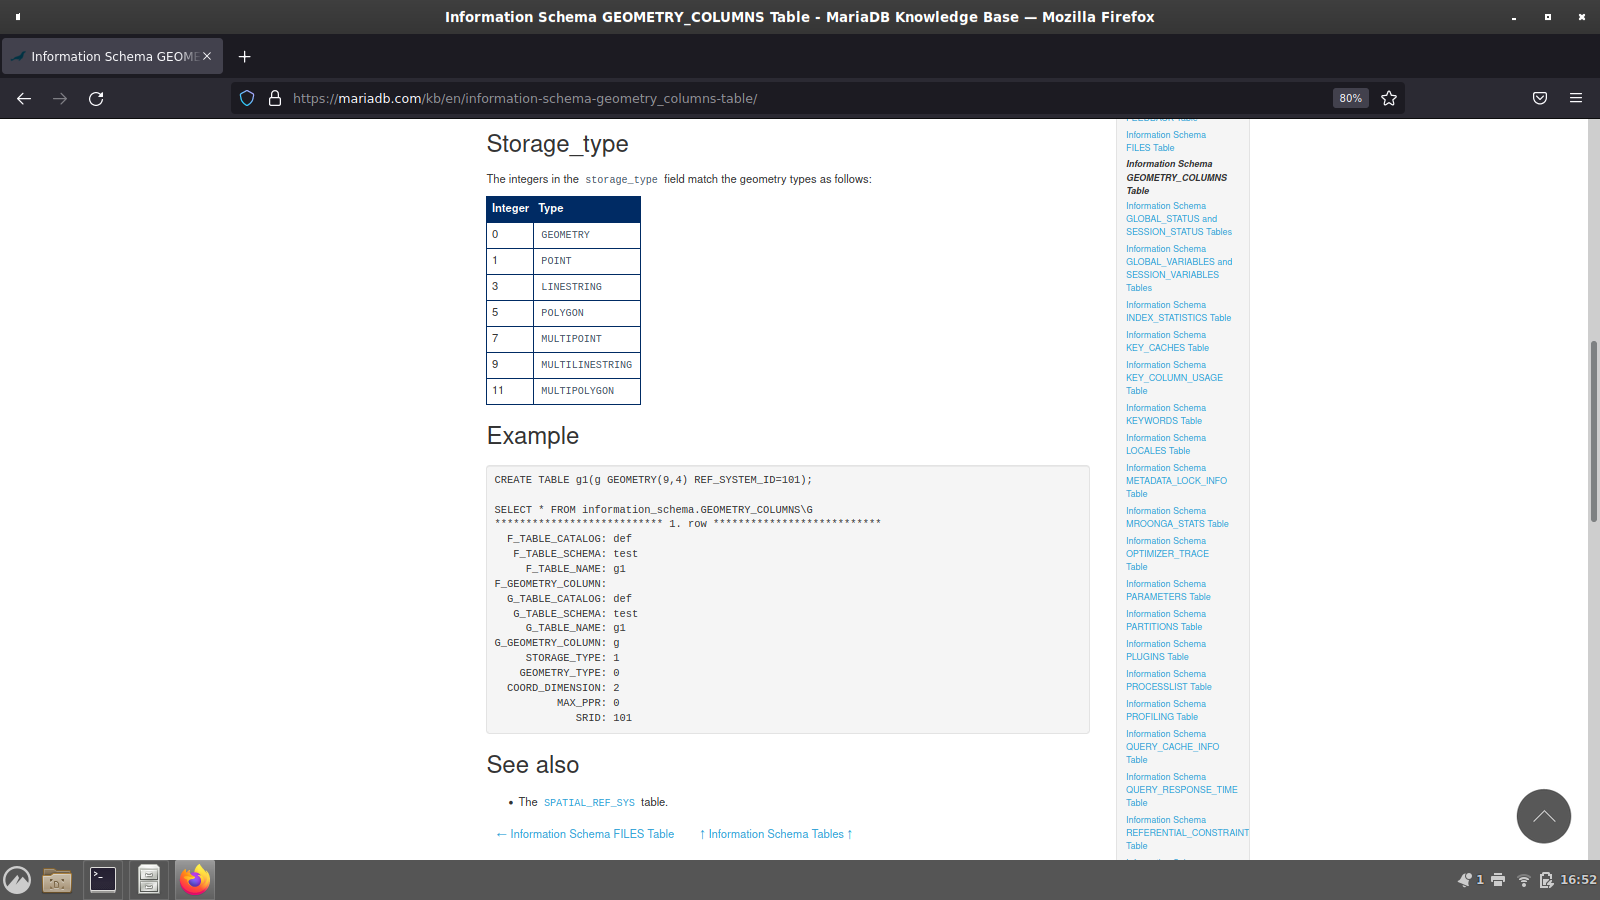 Information Schema GEOMETRY_COLUMNS Table - MariaDB Knowledge Base — Mozilla Firefox
Information Schema GEOME
https://mariadb.com/kb/en/information-schema-geometry_columns-table/
80%
Storage_type
The integers in the storage_type field match the geometry types as follows:
Integer Type
0 GEOMETRY
1 POINT
3 LINESTRING
5 POLYGON
7 MULTIPOINT
9 MULTILINESTRING
11 MULTIPOLYGON
Example
CREATE TABLE g1(g GEOMETRY(9,4) REF_SYSTEM_ID=101);
SELECT * FROM information_schema.GEOMETRY_COLUMNS\G
*************************** 1. row ***************************
F_TABLE_CATALOG: def
F_TABLE_SCHEMA: test
F_TABLE_NAME: g1
F_GEOMETRY_COLUMN:
G_TABLE_CATALOG: def
G_TABLE_SCHEMA: test
G_TABLE_NAME: g1
G_GEOMETRY_COLUMN: g
STORAGE_TYPE: 1
GEOMETRY_TYPE: 0
COORD_DIMENSION: 2
MAX_PPR: 0
SRID: 101
See also
• The SPATIAL_REF_SYS table.
← Information Schema FILES Table ↑ Information Schema Tables ↑
Information Schema
FILES Table
Information Schema
GEOMETRY_COLUMNS
Table
Information Schema
GLOBAL_STATUS and
SESSION_STATUS Tables
Information Schema
GLOBAL_VARIABLES and
SESSION_VARIABLES
Tables
Information Schema
INDEX_STATISTICS Table
Information Schema
KEY_CACHES Table
Information Schema
KEY_COLUMN_USAGE
Table
Information Schema
KEYWORDS Table
Information Schema
LOCALES Table
Information Schema
METADATA_LOCK_INFO
Table
Information Schema
MROONGA_STATS Table
Information Schema
OPTIMIZER_TRACE
Table
Information Schema
PARAMETERS Table
Information Schema
PARTITIONS Table
Information Schema
PLUGINS Table
Information Schema
PROCESSLIST Table
Information Schema
PROFILING Table
Information Schema
QUERY_CACHE_INFO
Table
Information Schema
QUERY_RESPONSE_TIME
Table
Information Schema
REFERENTIAL_CONSTRAINT
Table
1
16:52